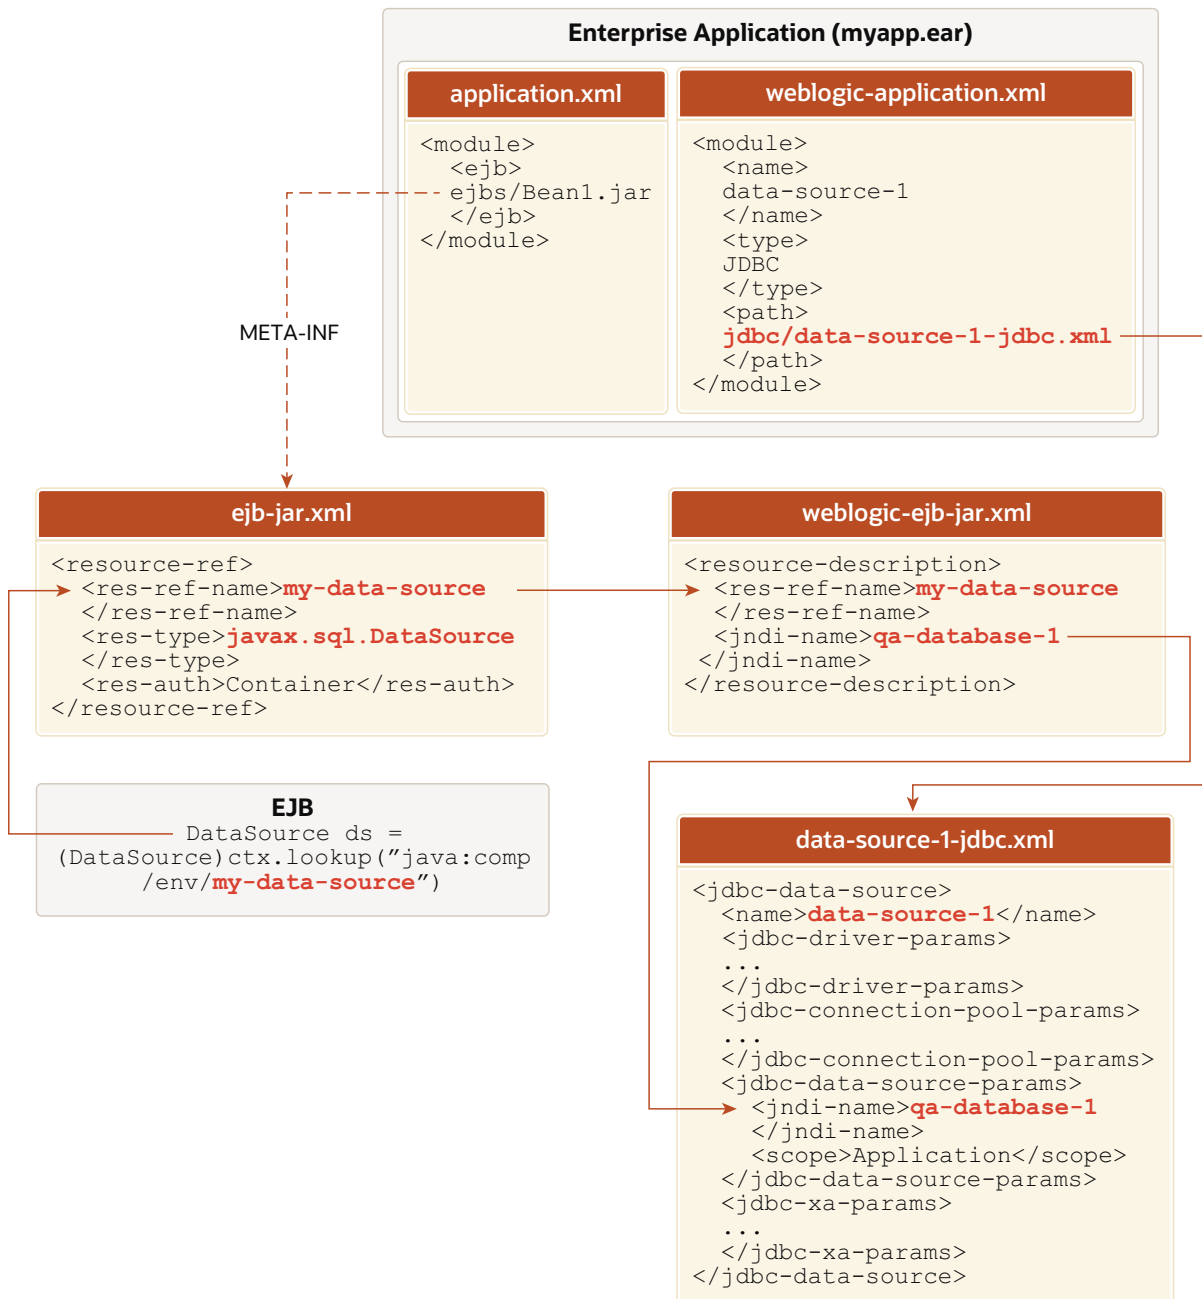 Enterprise Application (myapp.ear)
application.xml
<module>
<ejb>
ejbs/Bean1.jar
</ejb>
</module>
weblogic-application.xml
<module>
<name>
data-source-1
</name>
<type>
JDBC
</type>
<path>
jdbc/data-source-1-jdbc.xml
</path>
</module>
META-INF
ejb-jar.xml
<resource-ref>
<res-ref-name>my-data-source
</res-ref-name>
<res-type>javax.sql.DataSource
</res-type>
<res-auth>Container</res-auth>
</resource-ref>
weblogic-ejb-jar.xml
<resource-description>
<res-ref-name>my-data-source
</res-ref-name>
<jndi-name>qa-database-1
</jndi-name>
</resource-description>
EJB
DataSource ds =
(DataSource)ctx.lookup(”java:comp
/env/my-data-source”)
data-source-1-jdbc.xml
<jdbc-data-source>
<name>data-source-1</name>
<jdbc-driver-params>
...
</jdbc-driver-params>
<jdbc-connection-pool-params>
...
</jdbc-connection-pool-params>
<jdbc-data-source-params>
<jndi-name>qa-database-1
</jndi-name>
<scope>Application</scope>
</jdbc-data-source-params>
<jdbc-xa-params>
...
</jdbc-xa-params>
</jdbc-data-source>